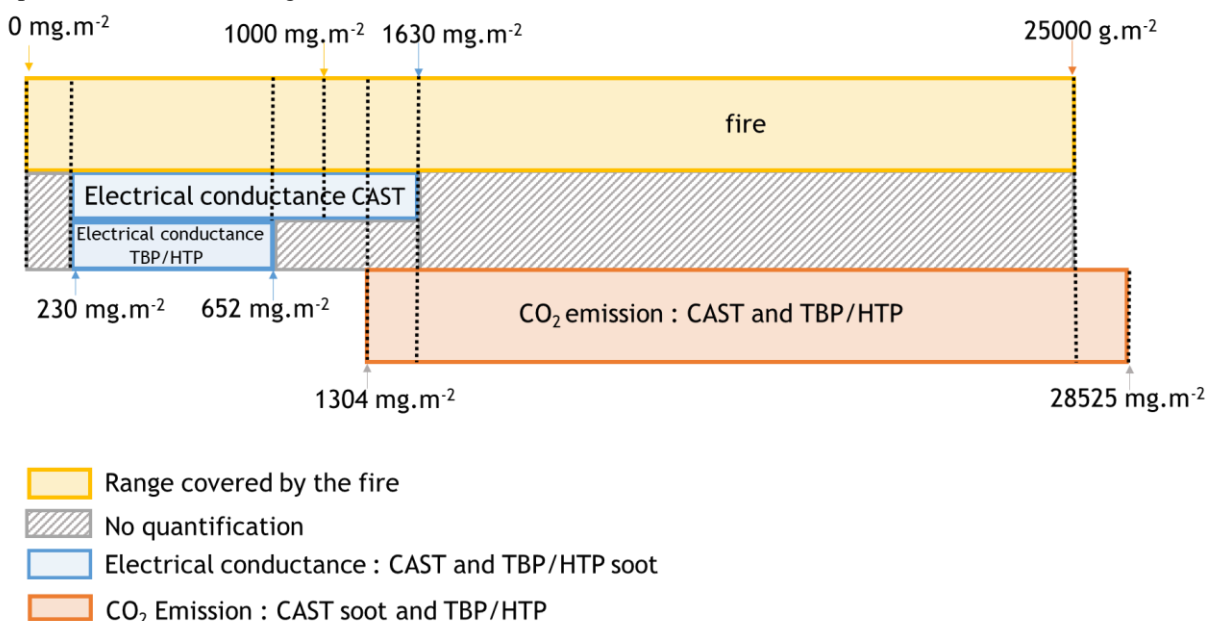 0 mg.m-2
1000 mg.m-2
1630 mg.m-2
25000 g.m-2
fire
Electrical conductance CAST
Electrical conductance
TBP/HTP
230 mg.m-2
652 mg.m-2
CO2 emission : CAST and TBP/HTP
1304 mg.m-2
28525 mg.m-2
Range covered by the fire
No quantification
Electrical conductance : CAST and TBP/HTP soot
CO2 Emission : CAST soot and TBP/HTP